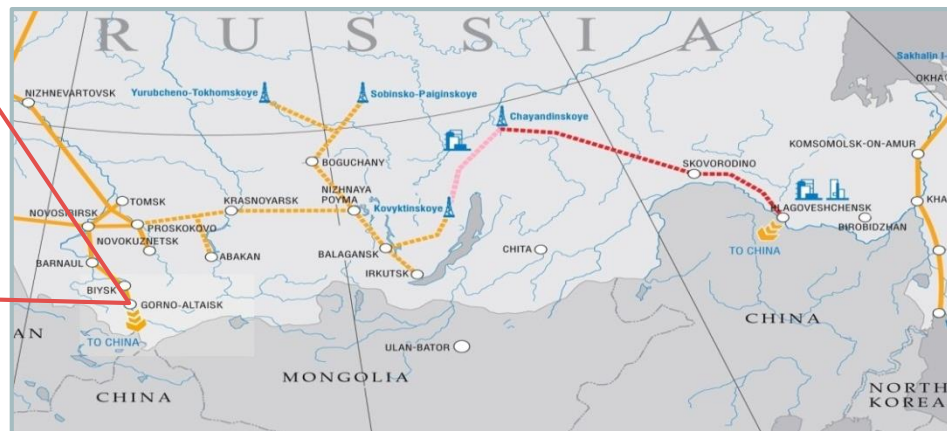 RUSSIA
Sakhalin I-
OKHA
NIZHNEVARTOVSK
Yurubcheno-Tokhomskoye
Sobinsko-Paiginskoye
Chayandinskoye
KOMSOMOLSK-ON-AMUR
BOGUCHANY
SKOVORODINO
TOMSK
KRASNOYARSK
NIZHNAYA
POYMA
Kovyktinskoye
KHA
NOVOSIBIRSK
PROSKOKOVO
BLAGOVESHCHENSK
BIROBIDZHAN
NOVOKUZNETSK
ABAKAN
BALAGANSK
CHITA
TO CHINA
BARNAUL
IRKUTSK
BIYSK
GORNO-ALTAISK
CHINA
AN
TO CHINA
ULAN-BATOR
MONGOLIA
NORTH
KOREA
CHINA